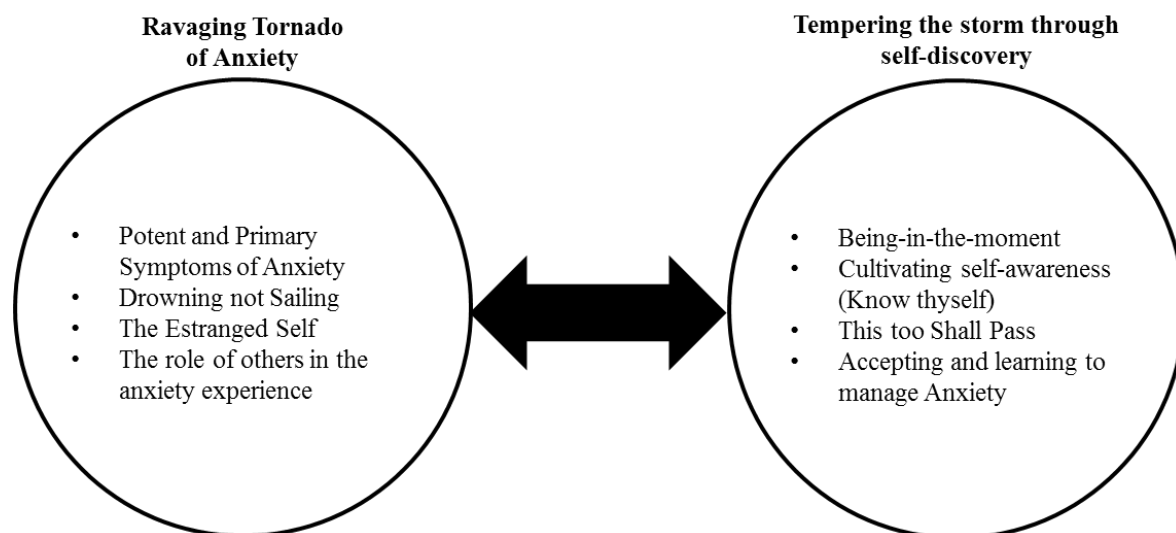 Ravaging Tornado
of Anxiety
• Potent and Primary
Symptoms of Anxiety
• Drowning not Sailing
• The Estranged Self
• The role of others in the
anxiety experience
Tempering the storm through
self-discovery
• Being-in-the-moment
• Cultivating self-awareness
(Know thyself)
• This too Shall Pass
• Accepting and learning to
manage Anxiety